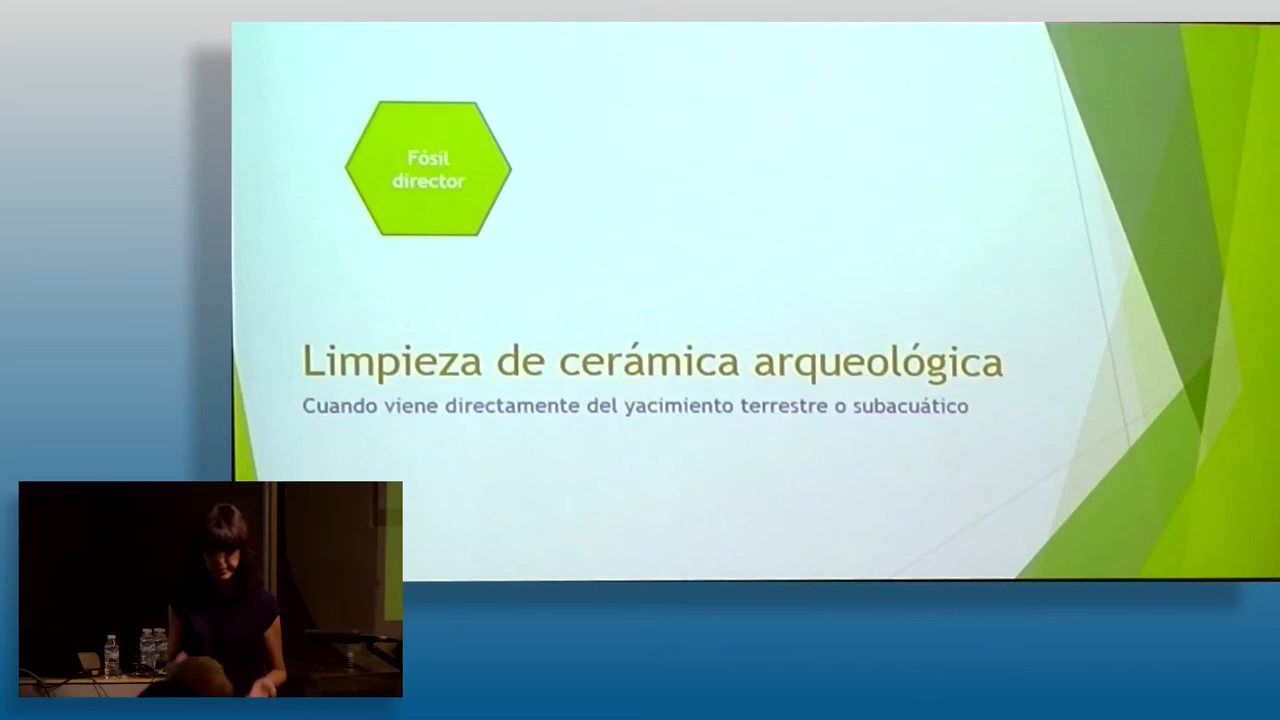 Fósil
director
Limpieza de cerámica arqueológica
Cuando viene directamente del yacimiento terrestre o subacuático